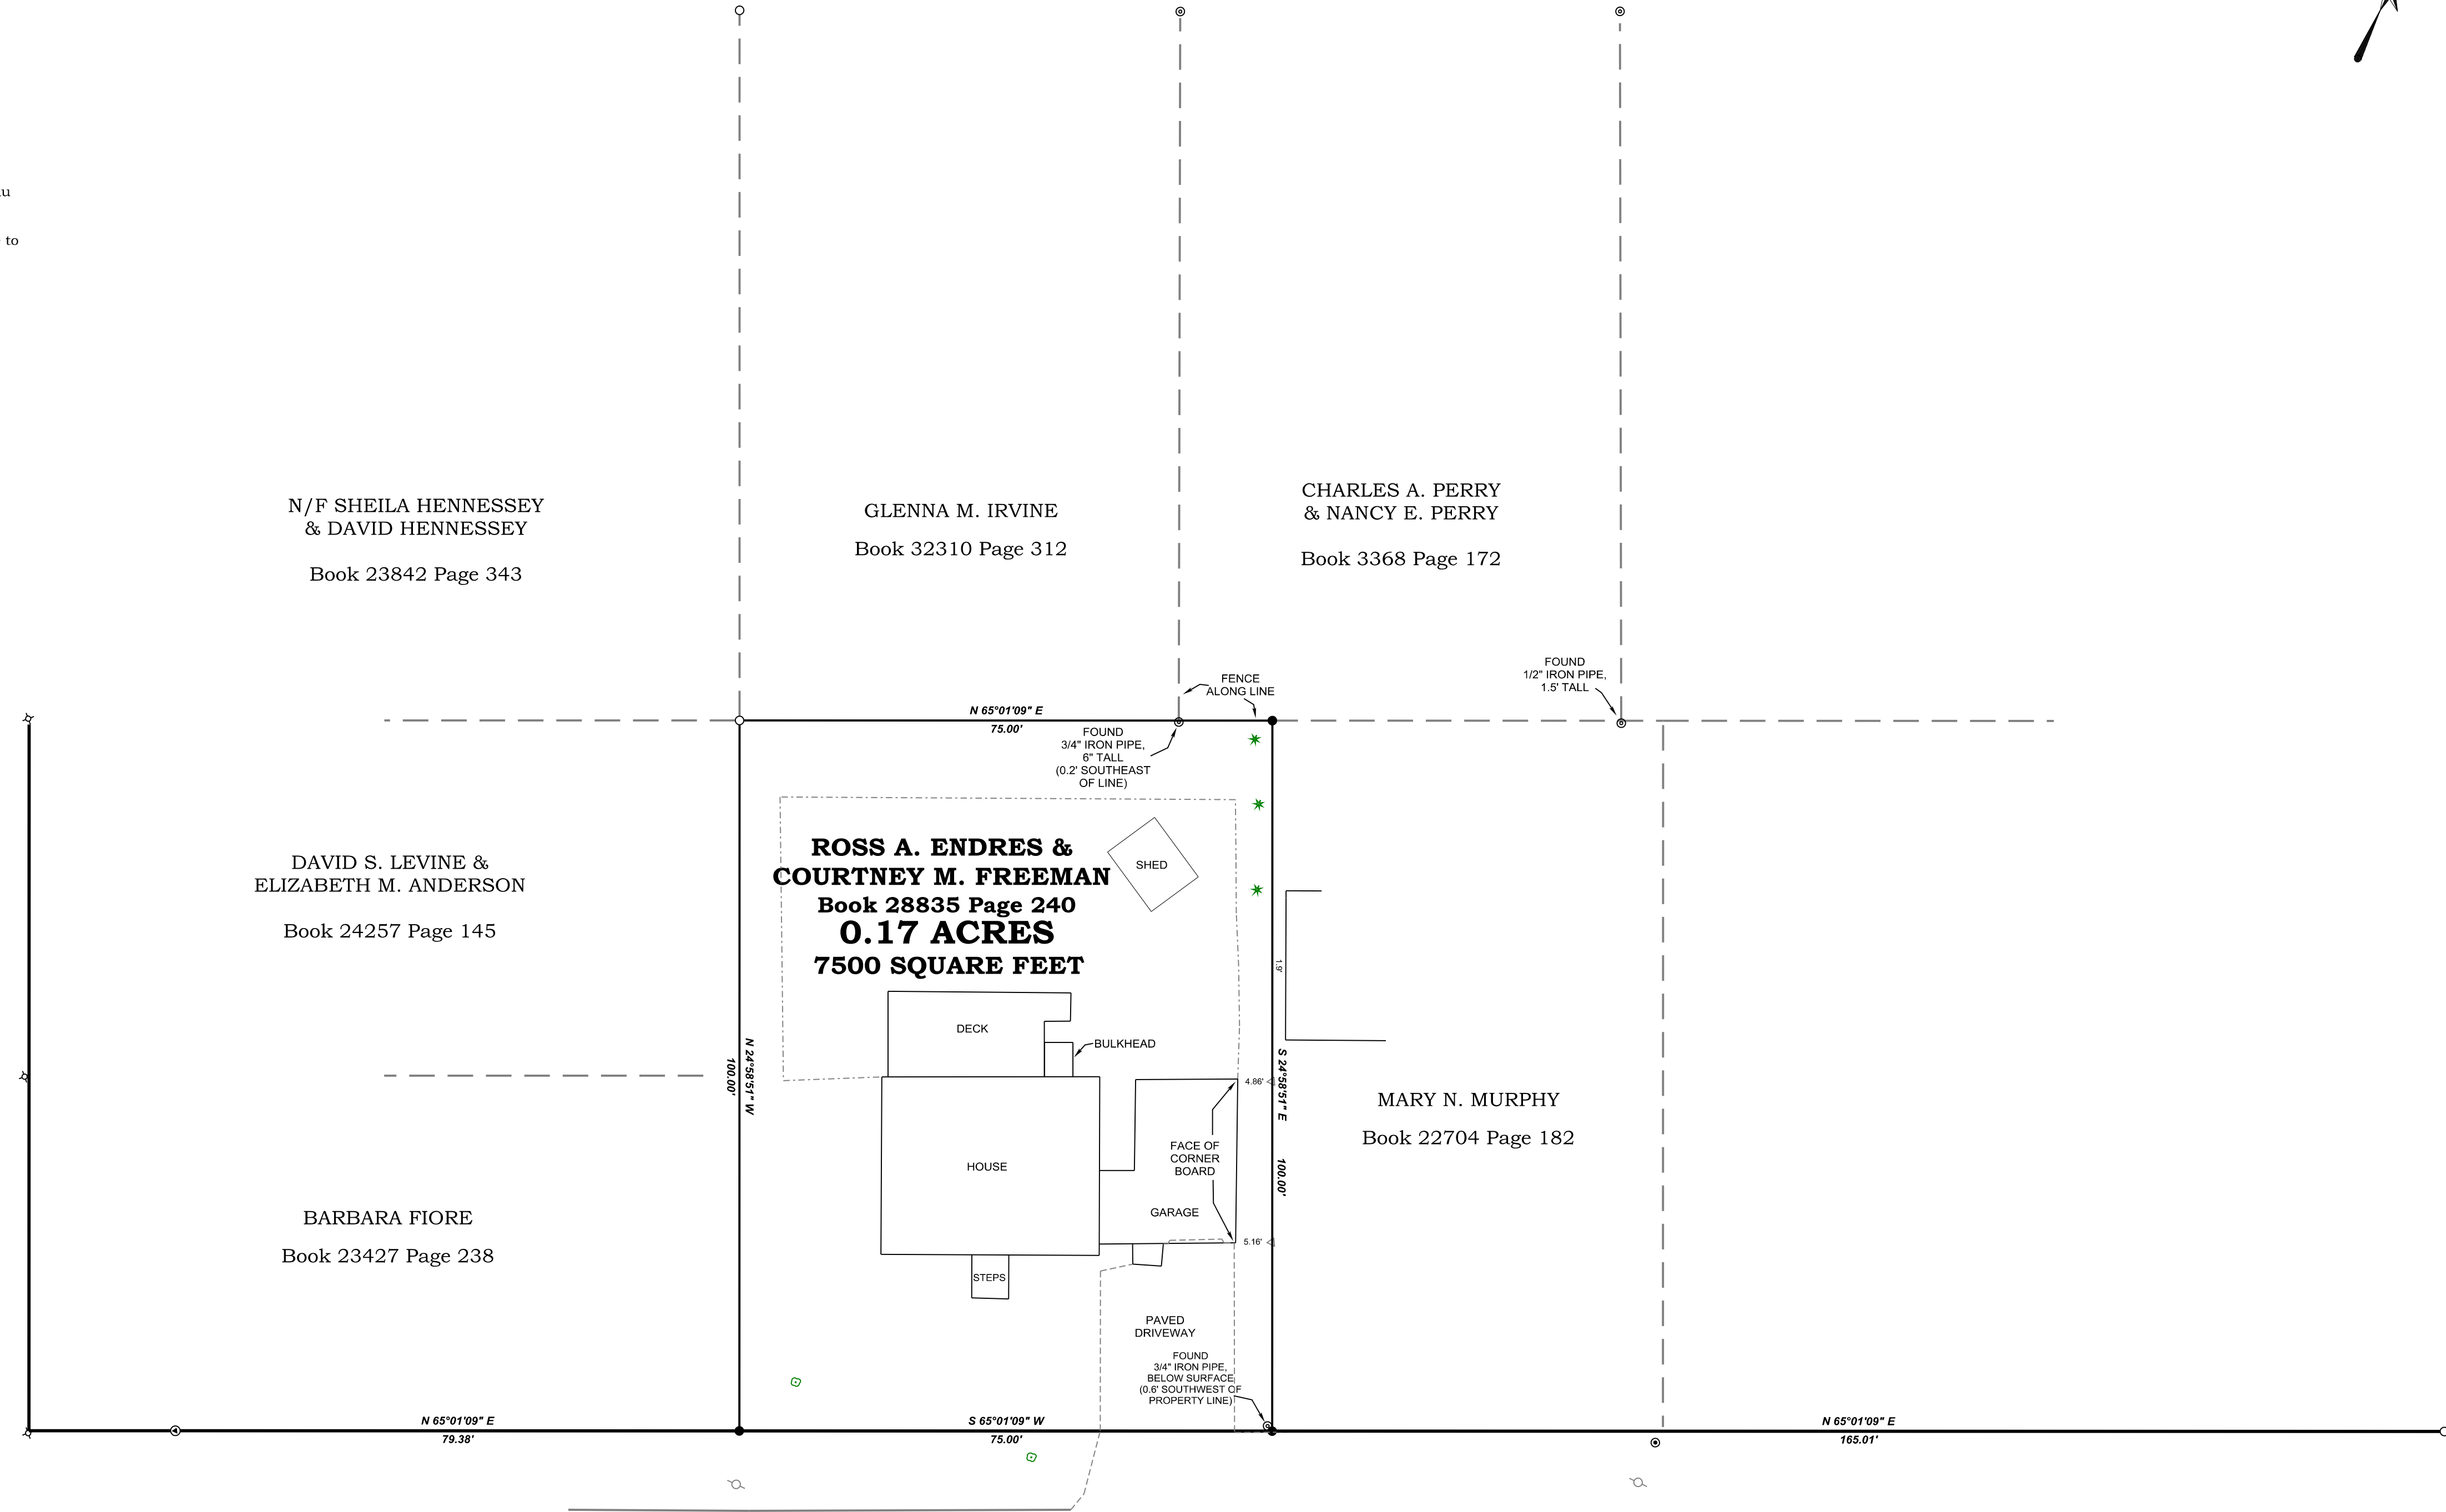 u
to
N/F SHEILA HENNESSEY
& DAVID HENNESSEY
Book 23842 Page 343
GLENNA M. IRVINE
Book 32310 Page 312
CHARLES A. PERRY
& NANCY E. PERRY
Book 3368 Page 172
FENCE
ALONG LINE
FOUND
1/2" IRON PIPE,
1.5' TALL
N 65°01'09" E
75.00'
FOUND
3/4" IRON PIPE,
6" TALL
(0.2' SOUTHEAST
OF LINE)
DAVID S. LEVINE &
ELIZABETH M. ANDERSON
Book 24257 Page 145
ROSS A. ENDRES &
COURTNEY M. FREEMAN
Book 28835 Page 240
0.17 ACRES
7500 SQUARE FEET
SHED
1.9'
DECK
BULKHEAD
N 24°58'51" W
100.00'
S 24°58'51" E
100.00'
4.86'
MARY N. MURPHY
Book 22704 Page 182
FACE OF
CORNER
BOARD
HOUSE
GARAGE
5.16'
BARBARA FIORE
Book 23427 Page 238
STEPS
PAVED
DRIVEWAY
FOUND
3/4" IRON PIPE,
BELOW SURFACE
(0.6' SOUTHWEST OF
PROPERTY LINE)
N 65°01'09" E
79.38'
S 65°01'09" W
75.00'
N 65°01'09" E
165.01'